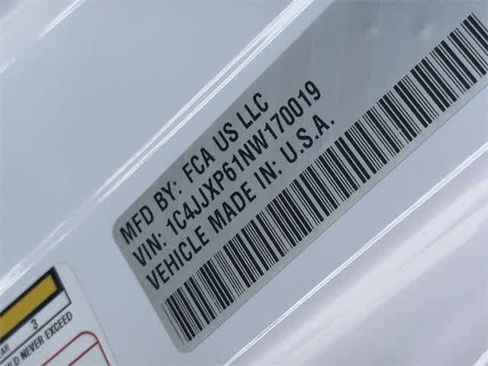 MFD BY: FCA US LLC
VIN: 1C4JJXP61NW170019
VEHICLE MADE IN: U.S.A.
3
NEVER EXCEED